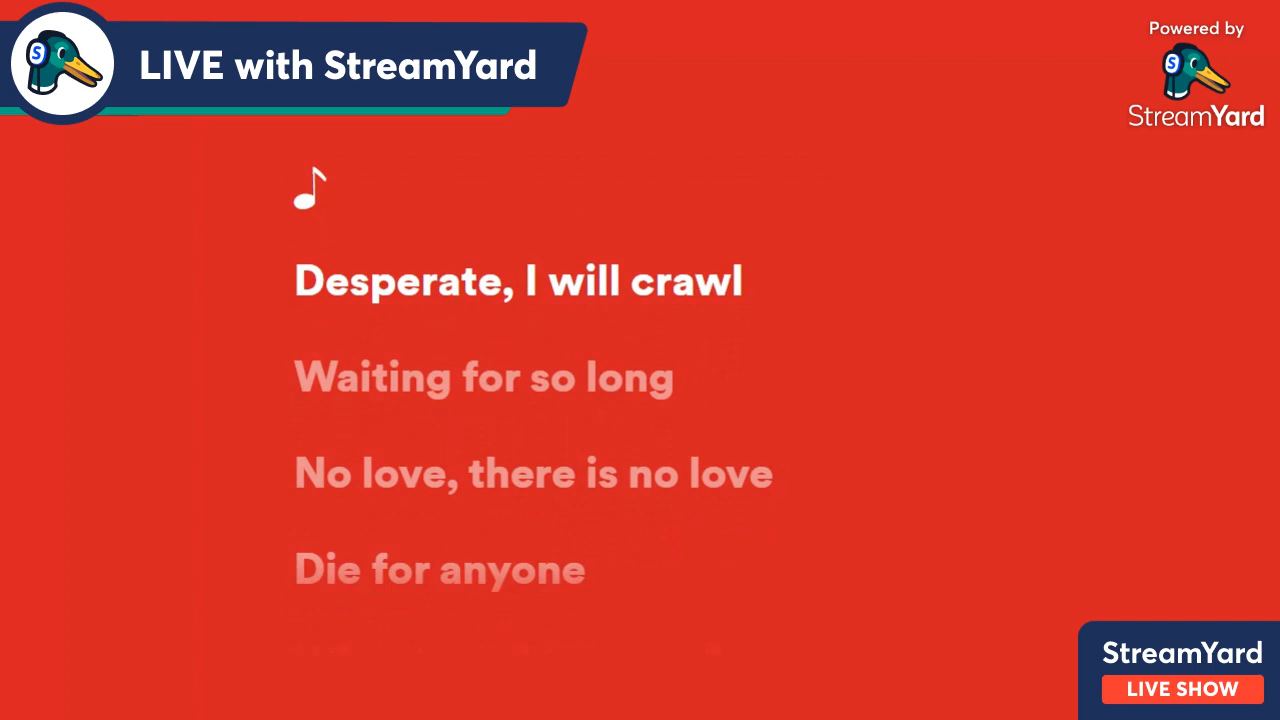 LIVE with StreamYard
Powered by
StreamYard
♪
Desperate, I will crawl
Waiting for so long
No love, there is no love
Die for anyone
StreamYard
LIVE SHOW